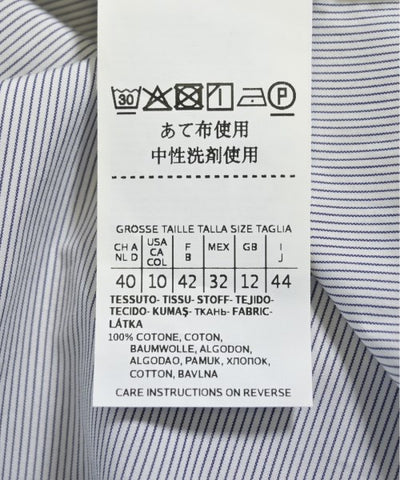 30 P
あて布使用
中性洗剤使用
GROSSE TAILLE TALLA SIZE TAGLIA
CH A NL D USA CA COL F B MEX GB I J
40 10 42 32 12 44
TESSUTO- TISSU- STOFF- TEJIDO-
TECIDO- KUMAŞ- ТКАНЬ- FABRIC-
LÁTKA
100% COTONE, COTON,
BAUMWOLLE, ALGODON,
ALGODAO, PAMUK, ХЛОПОК,
COTTON, BAVLNA
CARE INSTRUCTIONS ON REVERSE